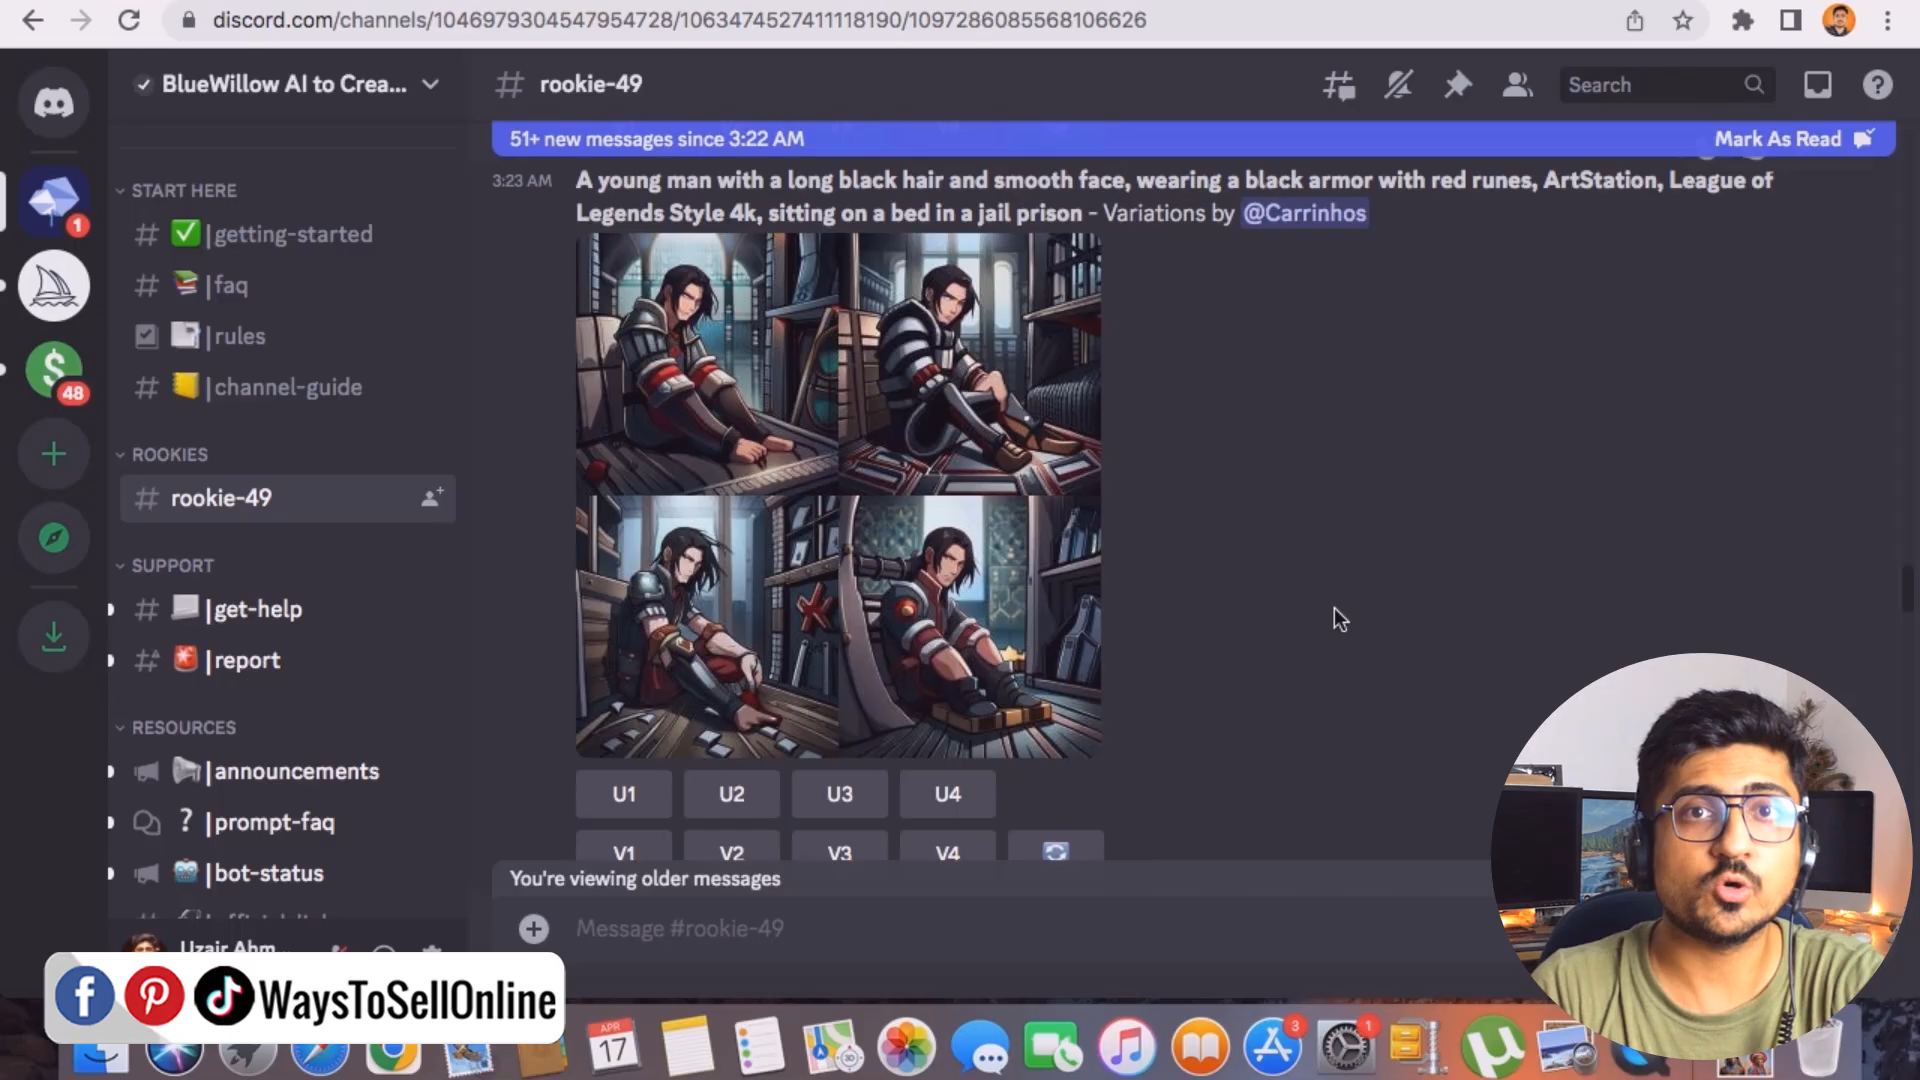 discord.com/channels/1046979304547954728/1063474527411118190/1097286085568106626
BlueWillow AI to Crea...
rookie-49
Search
51+ new messages since 3:22 AM
Mark As Read
START HERE
|getting-started
|faq
|rules
|channel-guide
ROOKIES
rookie-49
SUPPORT
|get-help
|report
RESOURCES
|announcements
? |prompt-faq
|bot-status
Uzair Ahm...
1
48
3:23 AM
A young man with a long black hair and smooth face, wearing a black armor with red runes, ArtStation, League of
Legends Style 4k, sitting on a bed in a jail prison - Variations by @Carrinhos
U1 U2 U3 U4
V1 V2 V3 V4
You're viewing older messages
Message #rookie-49
WaysToSellOnline
APR
17
3
1